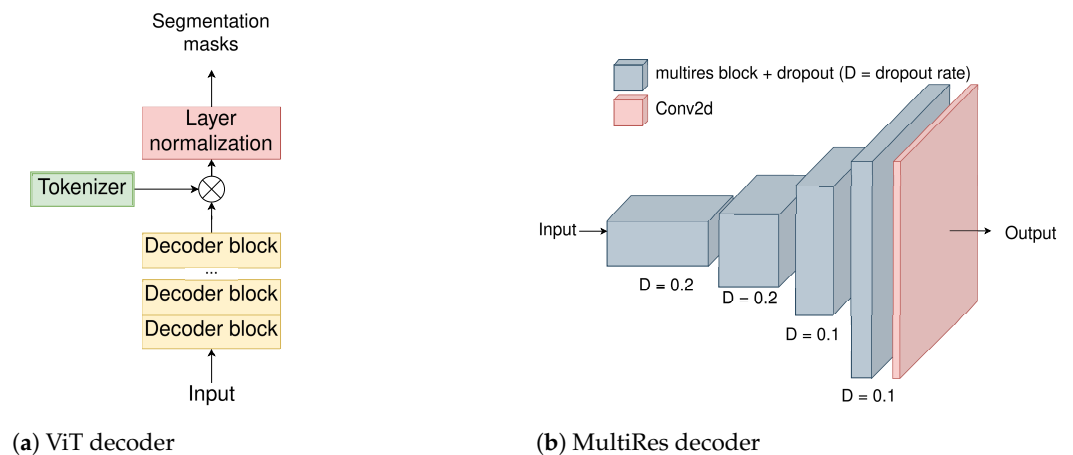 Segmentation
masks
Layer
normalization
Tokenizer
Decoder block
...
Decoder block
Decoder block
Input
(a) ViT decoder
multires block + dropout (D = dropout rate)
Conv2d
Input
Output
D = 0.2
D − 0.2
D = 0.1
D = 0.1
(b) MultiRes decoder